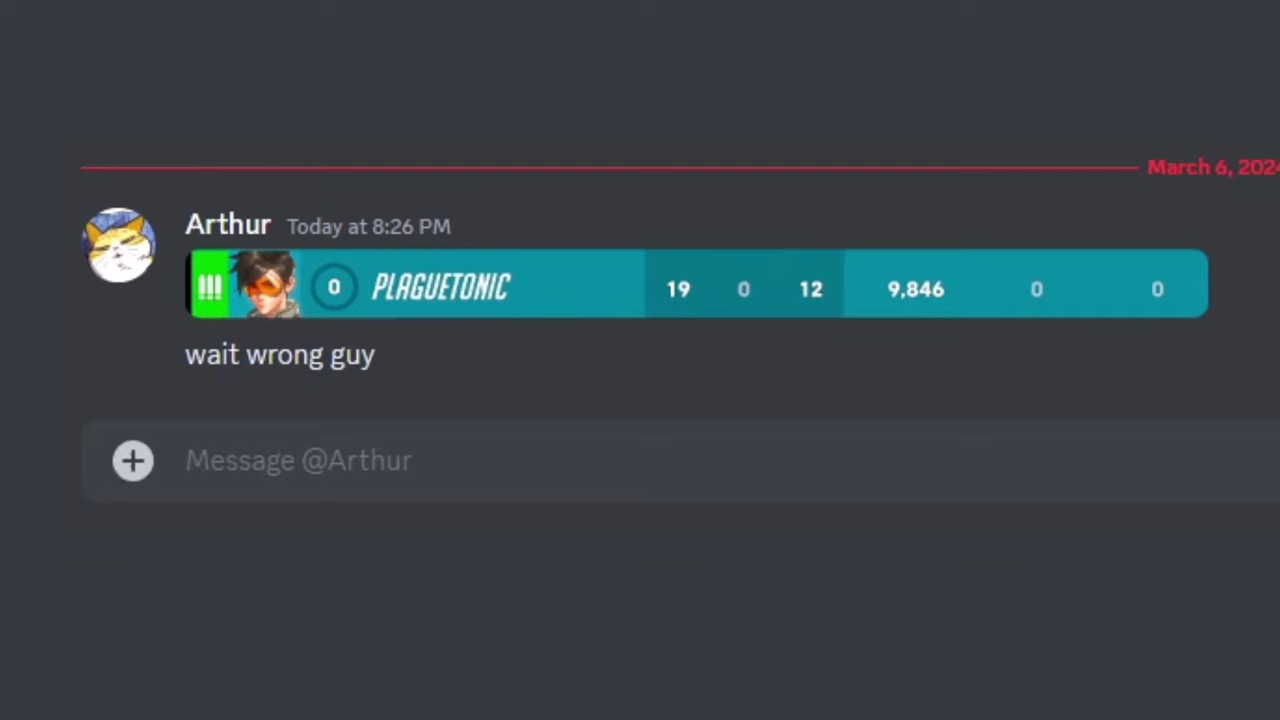 March 6, 2024
Arthur Today at 8:26 PM
!!! 0 PLAGUETONIC 19 0 12 9,846 0 0
wait wrong guy
Message @Arthur